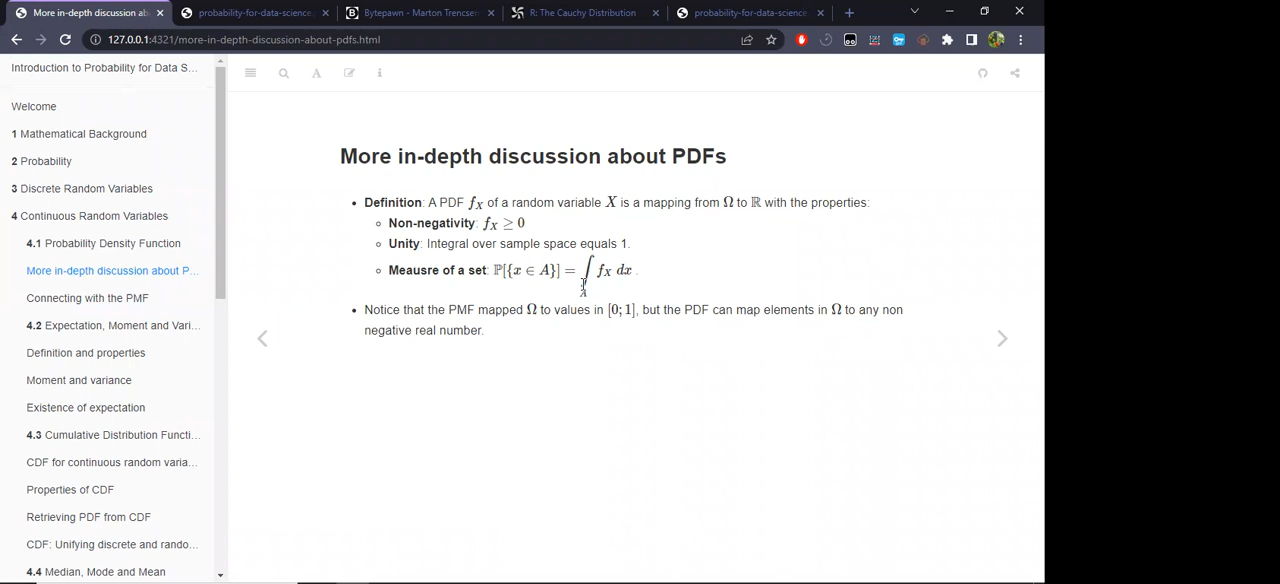 More in-depth discussion ab
probability-for-data-science.
Bytepawn - Marton Trencse
R: The Cauchy Distribution
probability-for-data-science.
127.0.0.1:4321/more-in-depth-discussion-about-pdfs.html
Introduction to Probability for Data S...
Welcome
1 Mathematical Background
2 Probability
3 Discrete Random Variables
4 Continuous Random Variables
4.1 Probability Density Function
More in-depth discussion about P...
Connecting with the PMF
4.2 Expectation, Moment and Vari...
Definition and properties
Moment and variance
Existence of expectation
4.3 Cumulative Distribution Functi...
CDF for continuous random varia...
Properties of CDF
Retrieving PDF from CDF
CDF: Unifying discrete and rando...
4.4 Median, Mode and Mean
More in-depth discussion about PDFs
• Definition: A PDF f_X of a random variable X is a mapping from Ω to ℝ with the properties:
◦ Non-negativity: f_X ≥ 0
◦ Unity: Integral over sample space equals 1.
◦ Meausre of a set: ℙ[{x ∈ A}] = ∫_A f_X dx .
• Notice that the PMF mapped Ω to values in [0; 1], but the PDF can map elements in Ω to any non
negative real number.